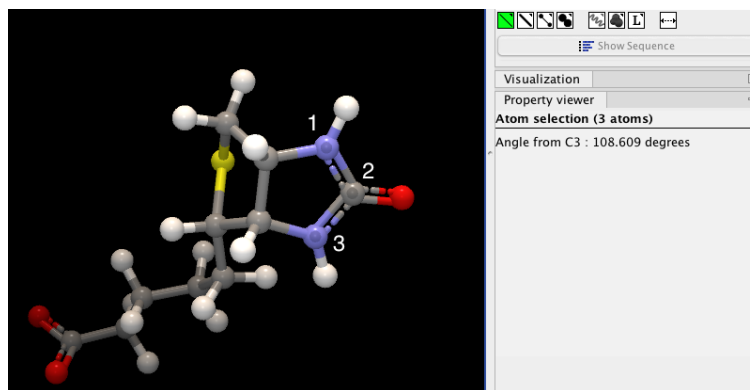 L
Show Sequence
Visualization
Property viewer
Atom selection (3 atoms)
Angle from C3 : 108.609 degrees
1
2
3